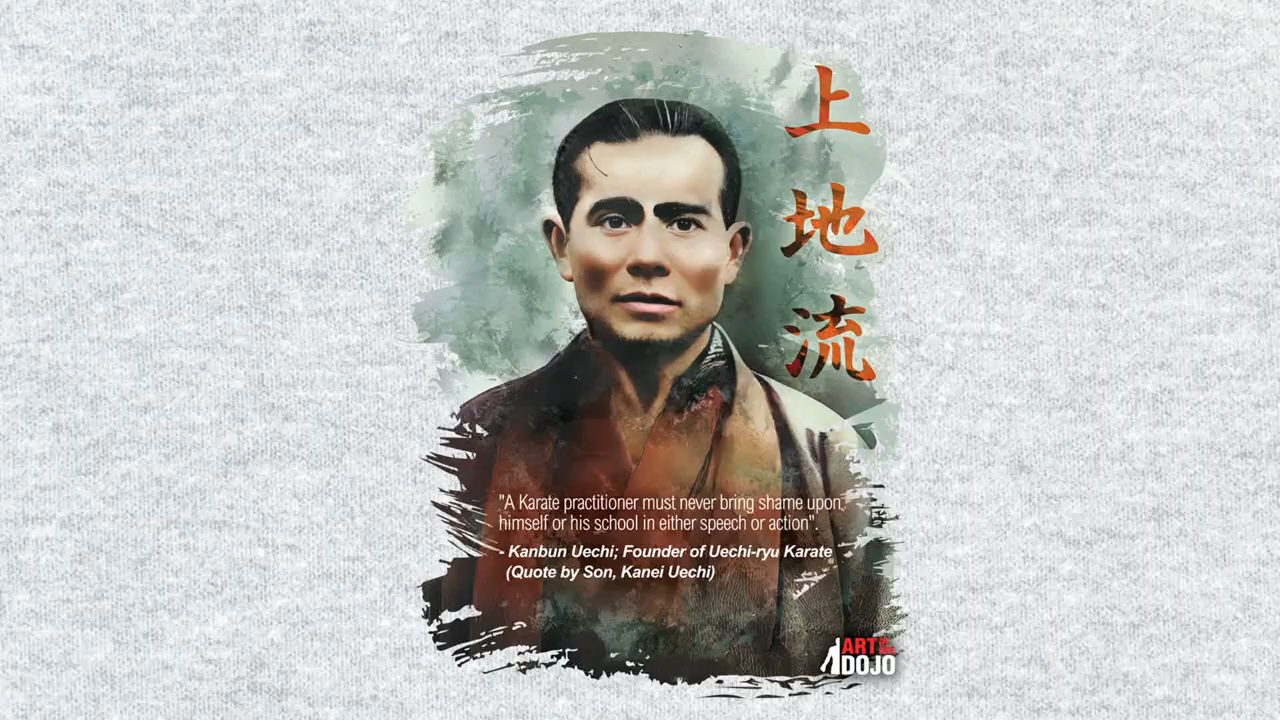 上地流
"A Karate practitioner must never bring shame upon
himself or his school in either speech or action".
- Kanbun Uechi; Founder of Uechi-ryu Karate
(Quote by Son, Kanei Uechi)
ART
DOJO